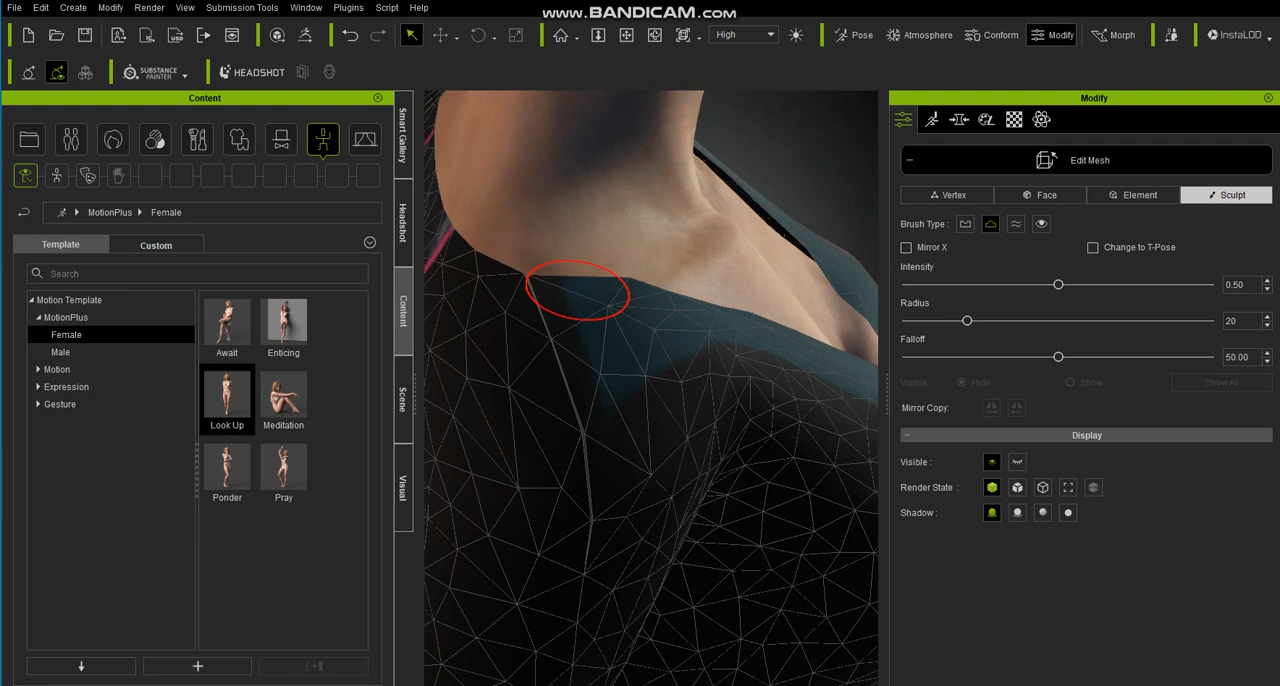 File Edit Create Modify Render View Submission Tools Window Plugins Script Help
www.BANDICAM.com
High Pose Atmosphere Conform Modify Morph InstaLOD
SUBSTANCE PAINTER HEADSHOT
Content
Smart Gallery
Headshot
Content
Scene
Visual
MotionPlus Female
Template Custom
Search
Motion Template
MotionPlus
Female
Male
Motion
Expression
Gesture
Await Enticing
Look Up Meditation
Ponder Pray
Modify
Edit Mesh
Vertex Face Element Sculpt
Brush Type :
Mirror X Change to T-Pose
Intensity
0.50
Radius
20
Falloff
50.00
Visible Hide Show Show All
Mirror Copy:
Display
Visible :
Render State :
Shadow :